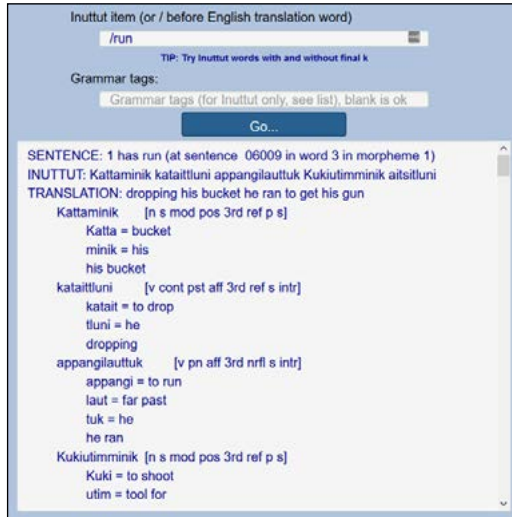 Inuttut item (or / before English translation word)
/run
TIP: Try Inuttut words with and without final k
Grammar tags:
Grammar tags (for Inuttut only, see list), blank is ok
Go...
SENTENCE: 1 has run (at sentence 06009 in word 3 in morpheme 1)
INUTTUT: Kattaminik kataittluni appangilauttuk Kukiutimminik aitsitluni
TRANSLATION: dropping his bucket he ran to get his gun
Kattaminik [n s mod pos 3rd ref p s]
Katta = bucket
minik = his
his bucket
kataittluni [v cont pst aff 3rd ref s intr]
katait = to drop
tluni = he
dropping
appangilauttuk [v pn aff 3rd nrfl s intr]
appangi = to run
laut = far past
tuk = he
he ran
Kukiutimminik [n s mod pos 3rd ref p s]
Kuki = to shoot
utim = tool for